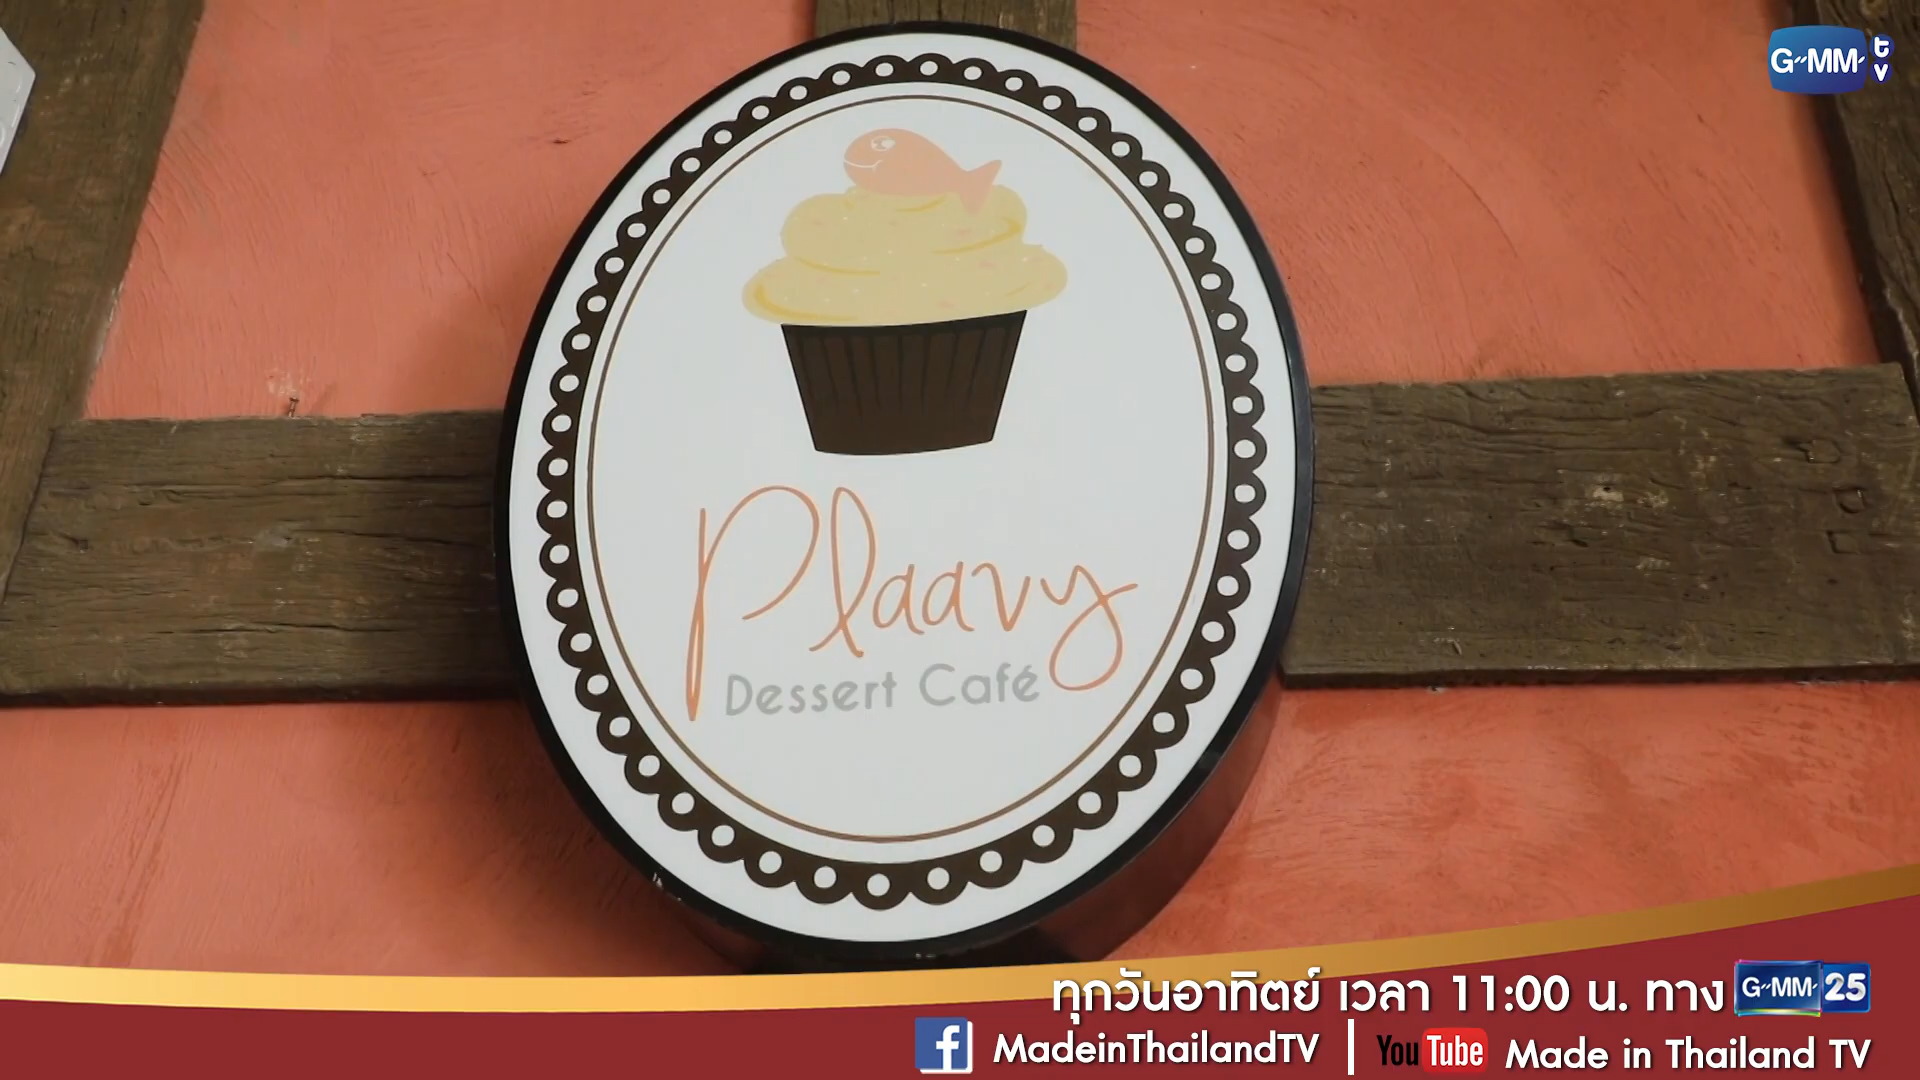 G-MM-tv
Plaavy
Dessert Café
ทุกวันอาทิตย์ เวลา 11:00 น. ทาง G-MM- 25
MadeinThailandTV | YouTube Made in Thailand TV